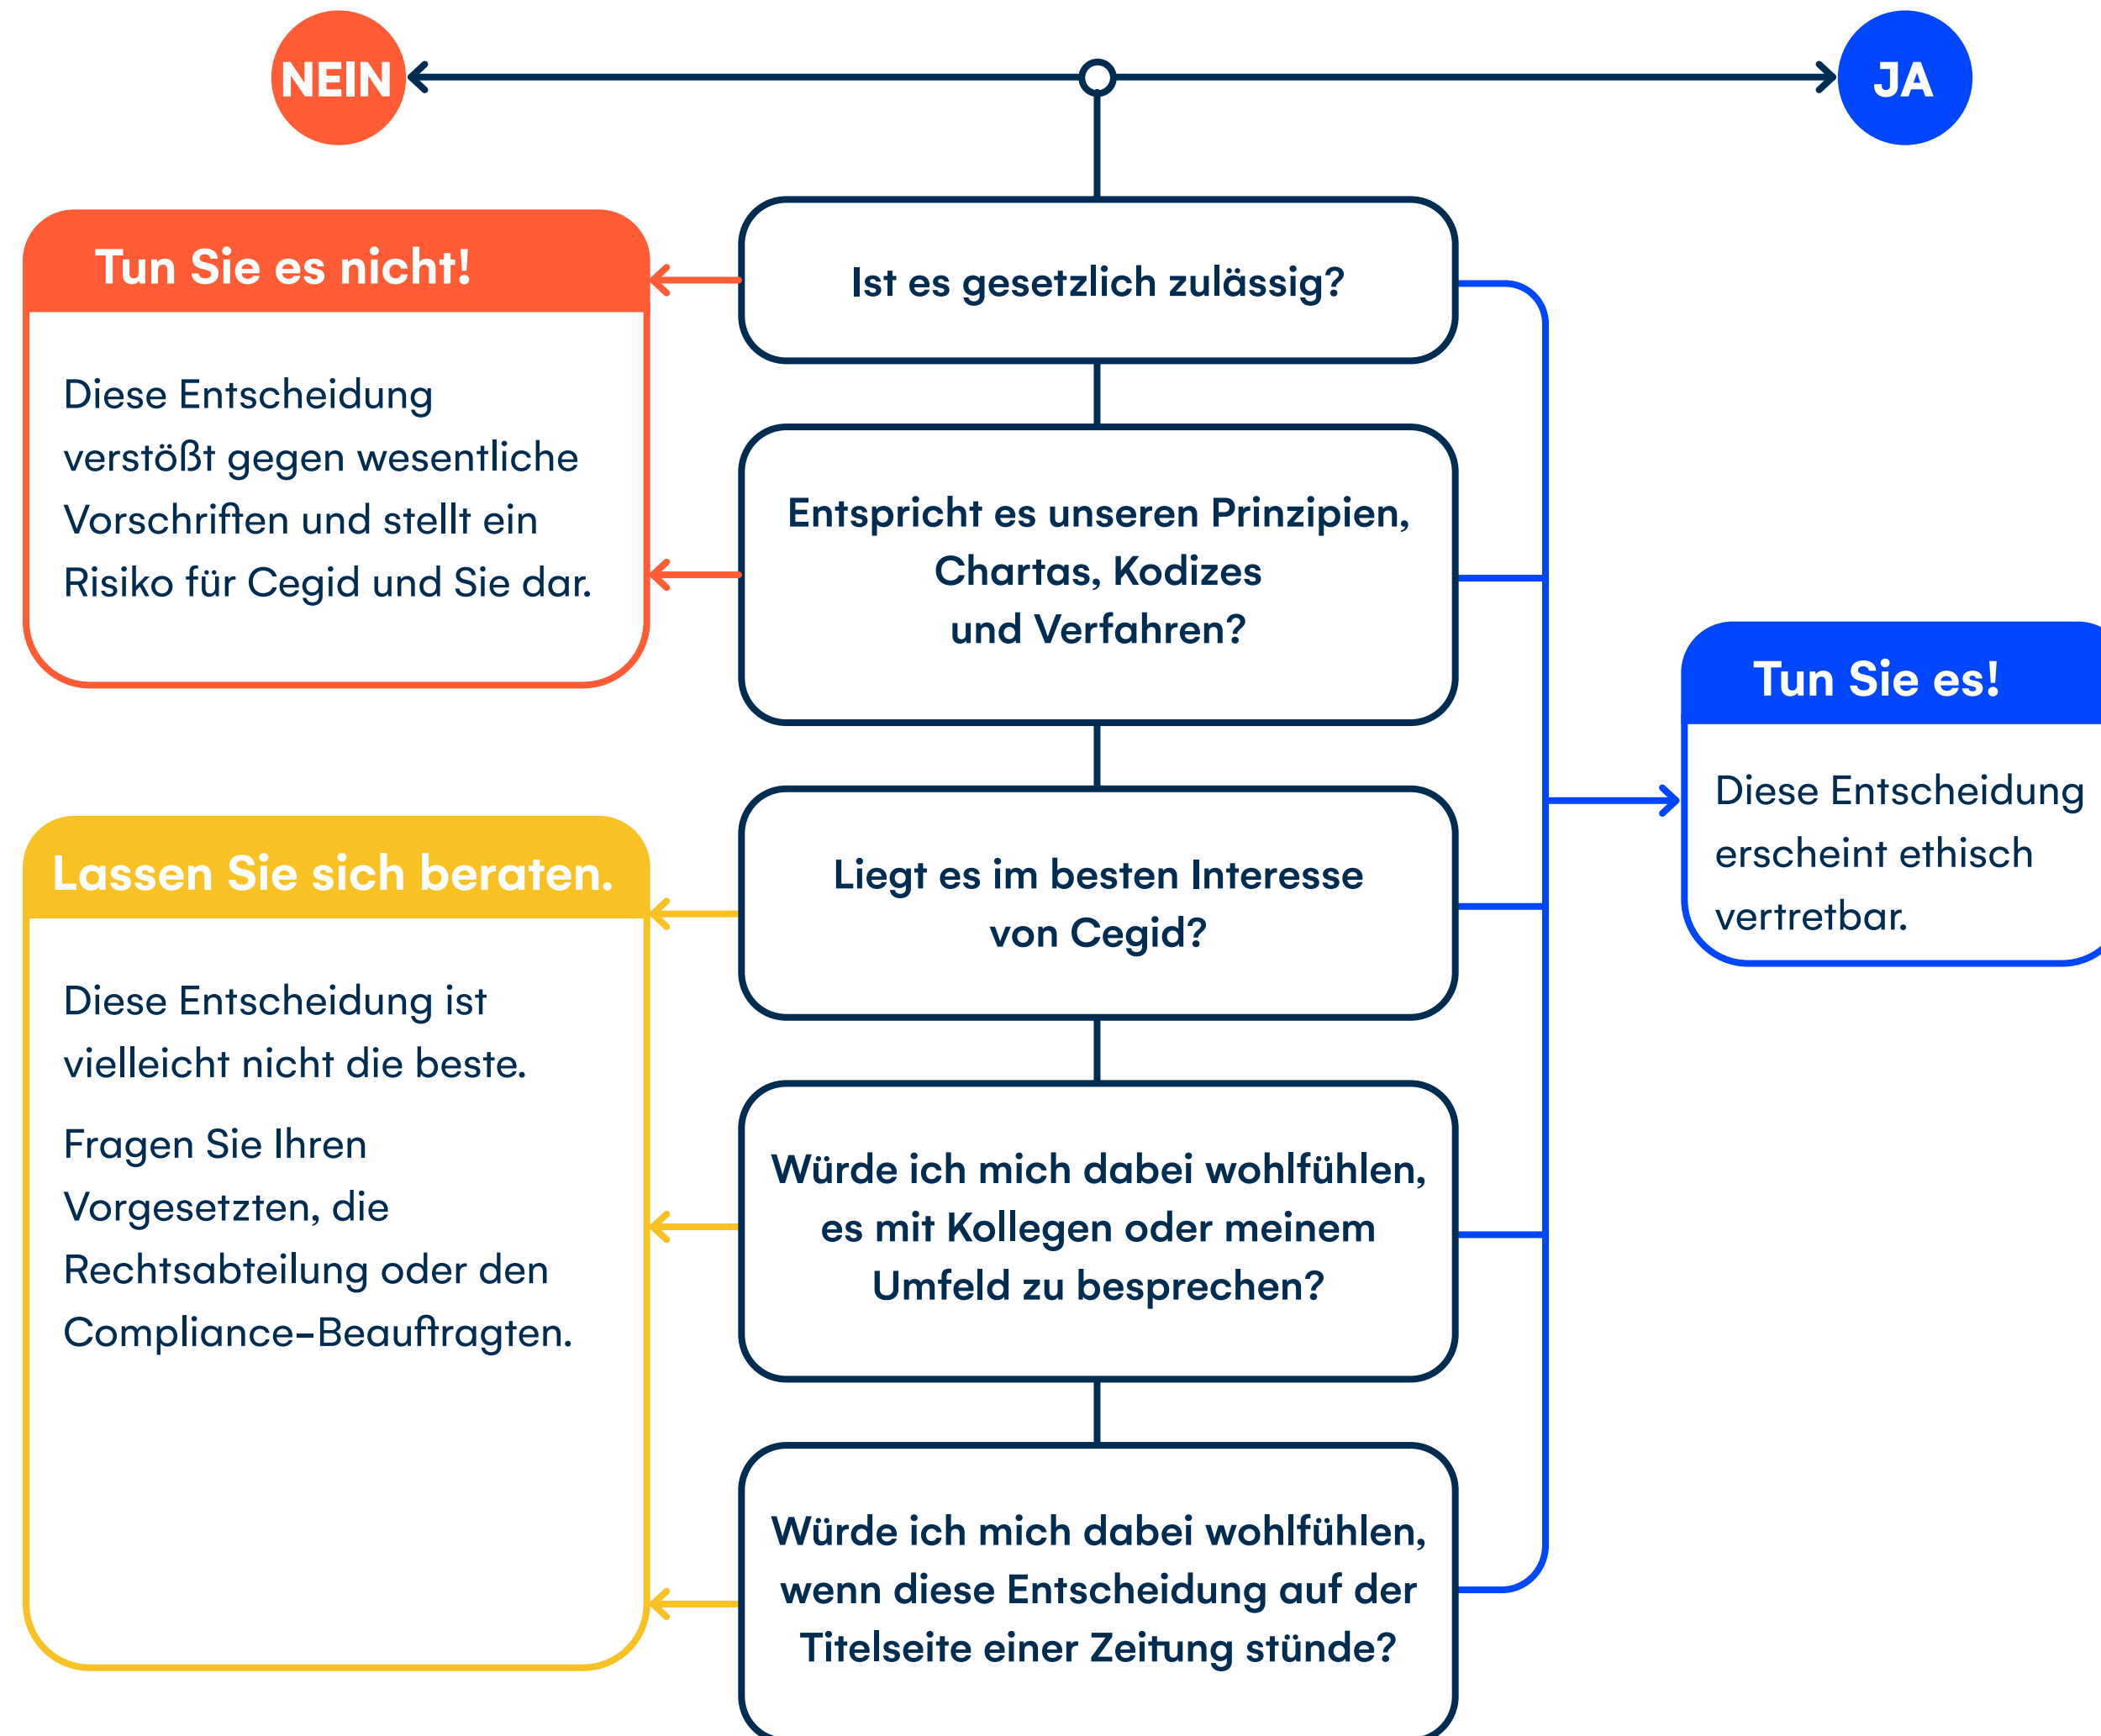 NEIN
JA
Tun Sie es nicht!
Diese Entscheidung
verstößt gegen wesentliche
Vorschriften und stellt ein
Risiko für Cegid und Sie dar.
Ist es gesetzlich zulässig?
Entspricht es unseren Prinzipien,
Chartas, Kodizes
und Verfahren?
Tun Sie es!
Diese Entscheidung
erscheint ethisch
vertretbar.
Lassen Sie sich beraten.
Diese Entscheidung ist
vielleicht nicht die beste.
Fragen Sie Ihren
Vorgesetzten, die
Rechtsabteilung oder den
Compliance-Beauftragten.
Liegt es im besten Interesse
von Cegid?
Würde ich mich dabei wohlfühlen,
es mit Kollegen oder meinem
Umfeld zu besprechen?
Würde ich mich dabei wohlfühlen,
wenn diese Entscheidung auf der
Titelseite einer Zeitung stünde?